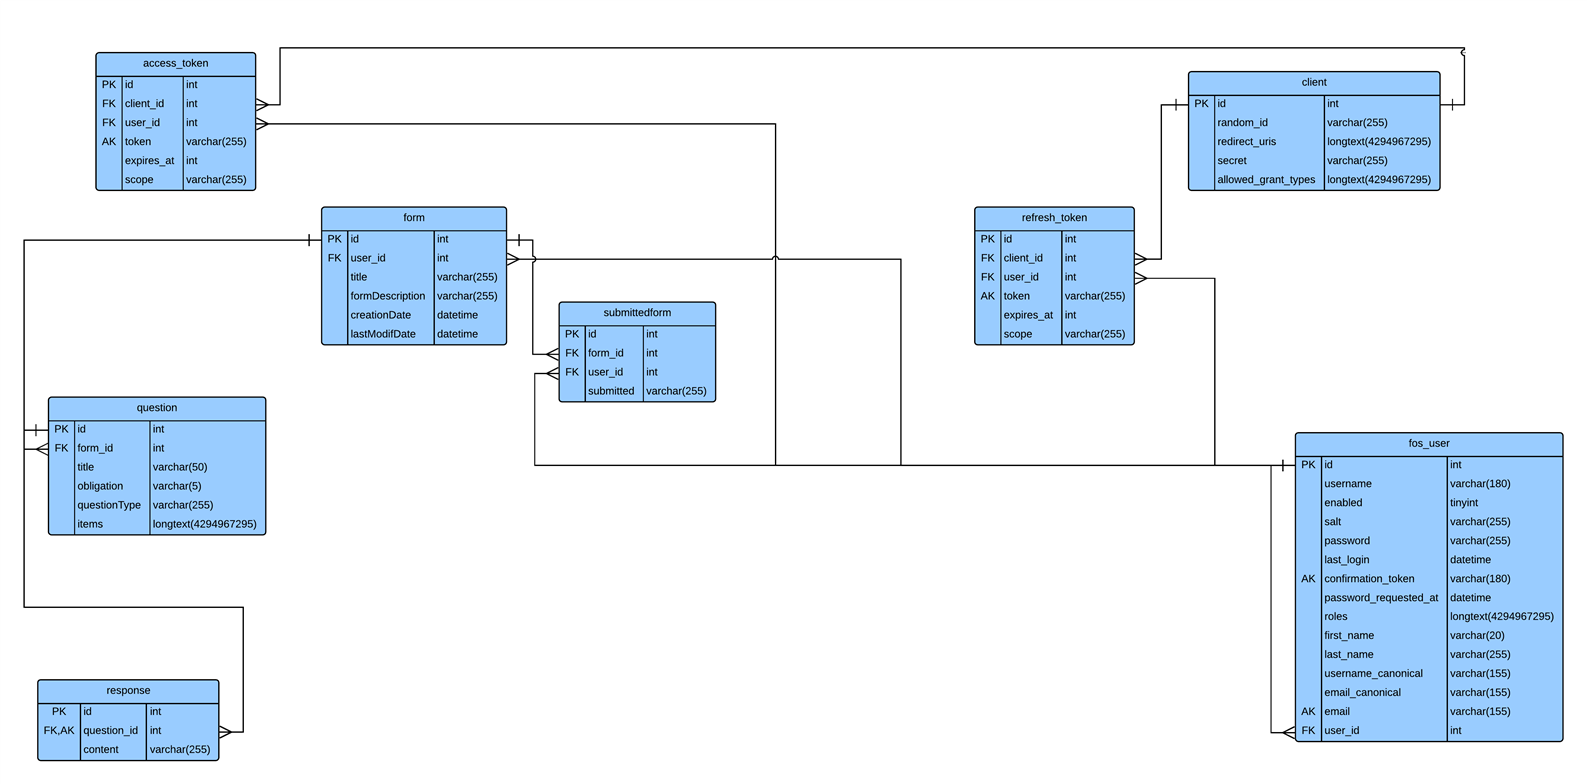 access_token
PK id int
FK client_id int
FK user_id int
AK token varchar(255)
expires_at int
scope varchar(255)
client
PK id int
random_id varchar(255)
redirect_uris longtext(4294967295)
secret varchar(255)
allowed_grant_types longtext(4294967295)
form
PK id int
FK user_id int
title varchar(255)
formDescription varchar(255)
creationDate datetime
lastModifDate datetime
refresh_token
PK id int
FK client_id int
FK user_id int
AK token varchar(255)
expires_at int
scope varchar(255)
submittedform
PK id int
FK form_id int
FK user_id int
submitted varchar(255)
question
PK id int
FK form_id int
title varchar(50)
obligation varchar(5)
questionType varchar(255)
items longtext(4294967295)
fos_user
PK id int
username varchar(180)
enabled tinyint
salt varchar(255)
password varchar(255)
last_login datetime
AK confirmation_token varchar(180)
password_requested_at datetime
roles longtext(4294967295)
first_name varchar(20)
last_name varchar(255)
username_canonical varchar(155)
email_canonical varchar(155)
AK email varchar(155)
FK user_id int
response
PK id int
FK,AK question_id int
content varchar(255)